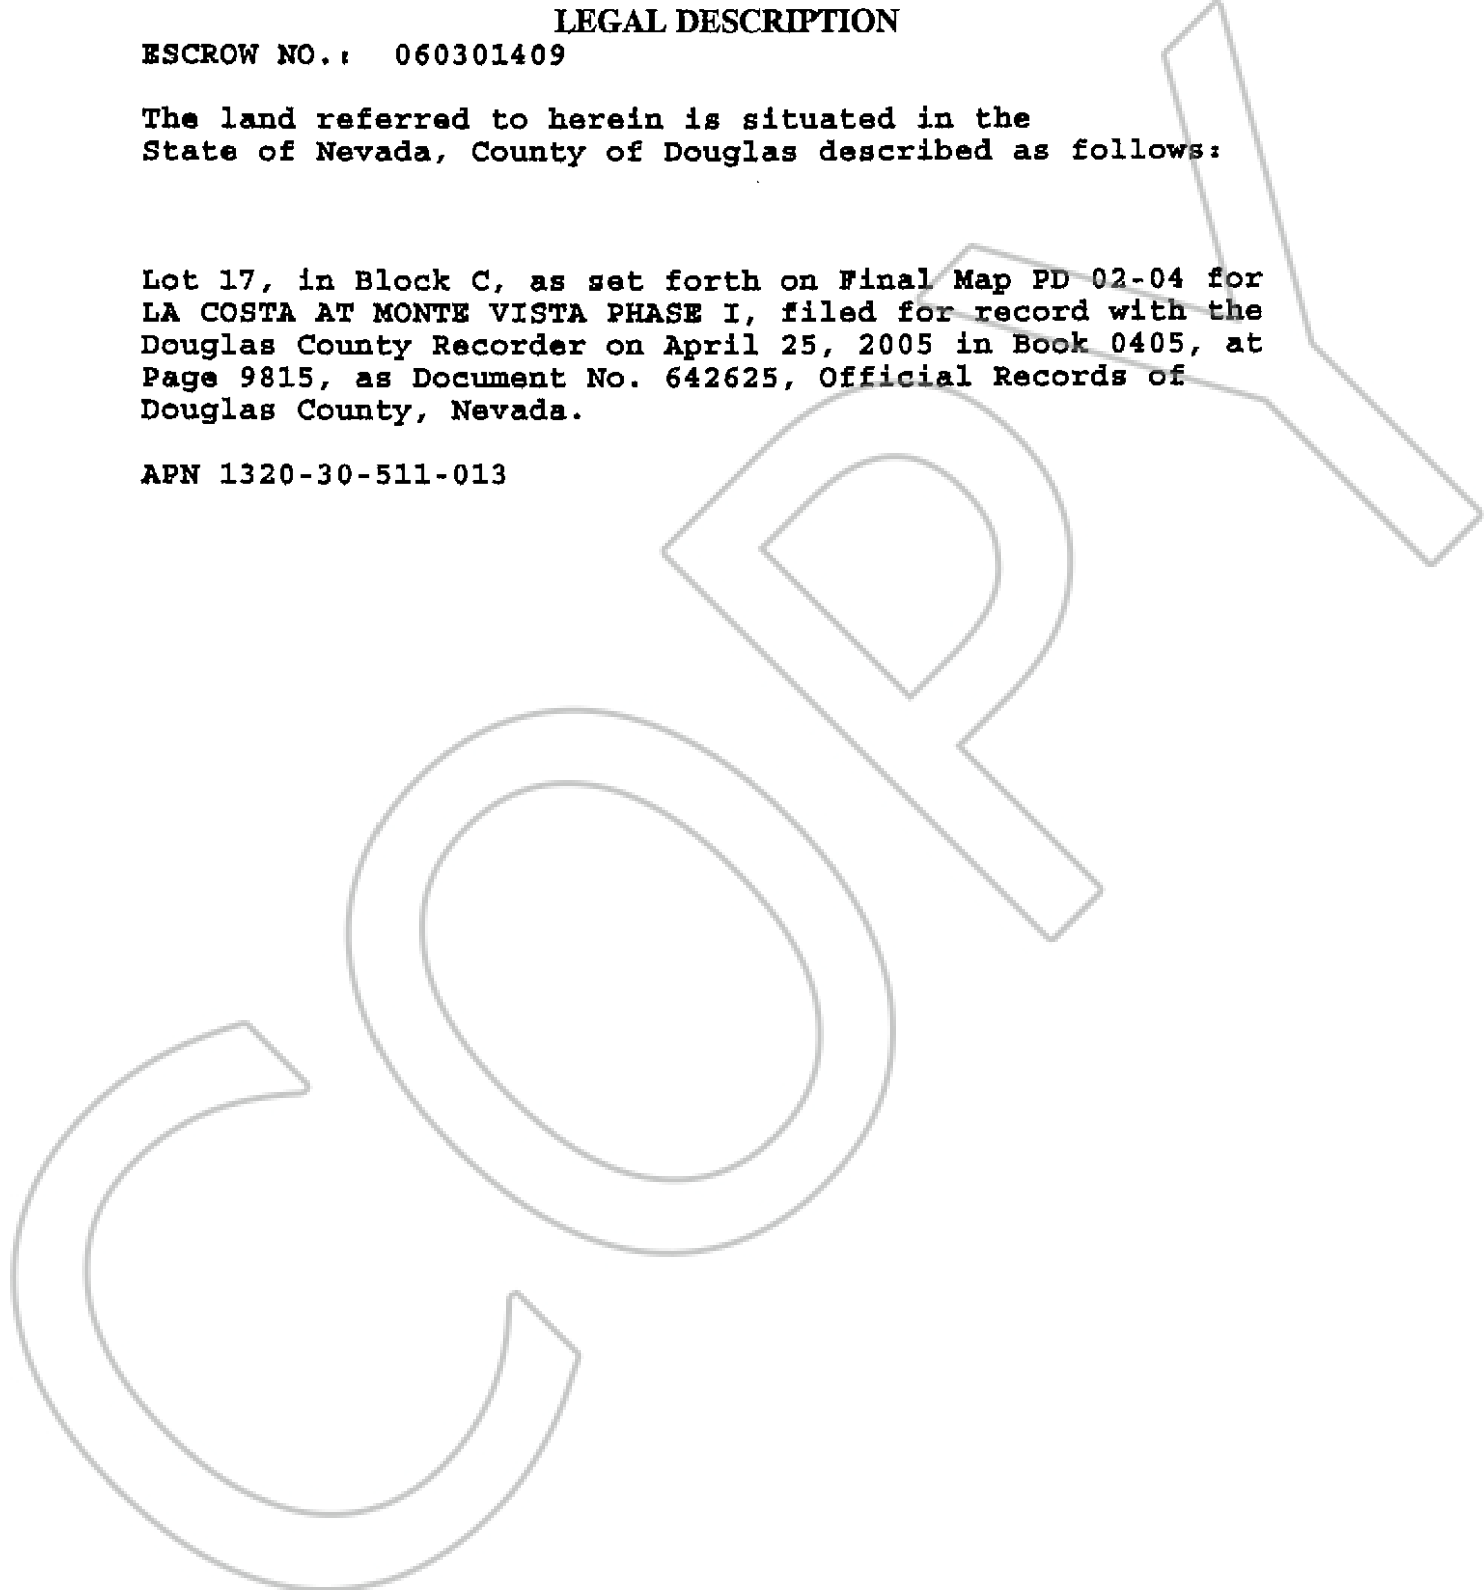 LEGAL DESCRIPTION
ESCROW NO.: 060301409
The land referred to herein is situated in the
State of Nevada, County of Douglas described as follows:
Lot 17, in Block C, as set forth on Final Map PD 02-04 for
LA COSTA AT MONTE VISTA PHASE I, filed for record with the
Douglas County Recorder on April 25, 2005 in Book 0405, at
Page 9815, as Document No. 642625, Official Records of
Douglas County, Nevada.
APN 1320-30-511-013
COPY